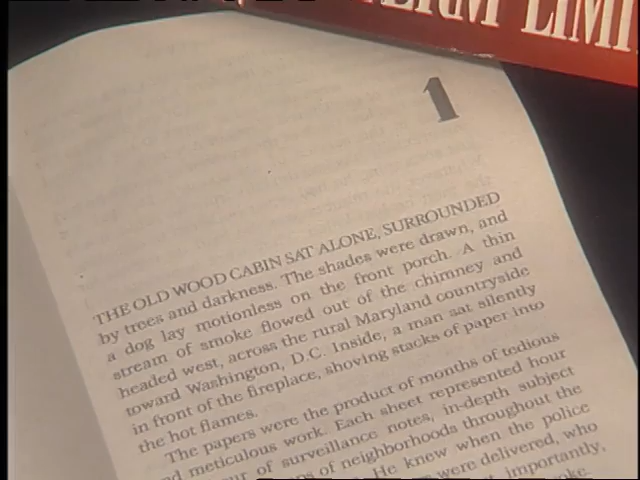 TERM LIMI
1
THE OLD WOOD CABIN SAT ALONE, SURROUNDED
by trees and darkness. The shades were drawn, and
a dog lay motionless on the front porch. A thin
stream of smoke flowed out of the chimney and
headed west, across the rural Maryland countryside
toward Washington, D.C. Inside, a man sat silently
in front of the fireplace, shoving stacks of paper into
the hot flames.
The papers were the product of months of tedious
nd meticulous work. Each sheet represented hour
ur of surveillance notes, in-depth subject
ps of neighborhoods throughout the
He knew when the police
were delivered, who
importantly,
oke.